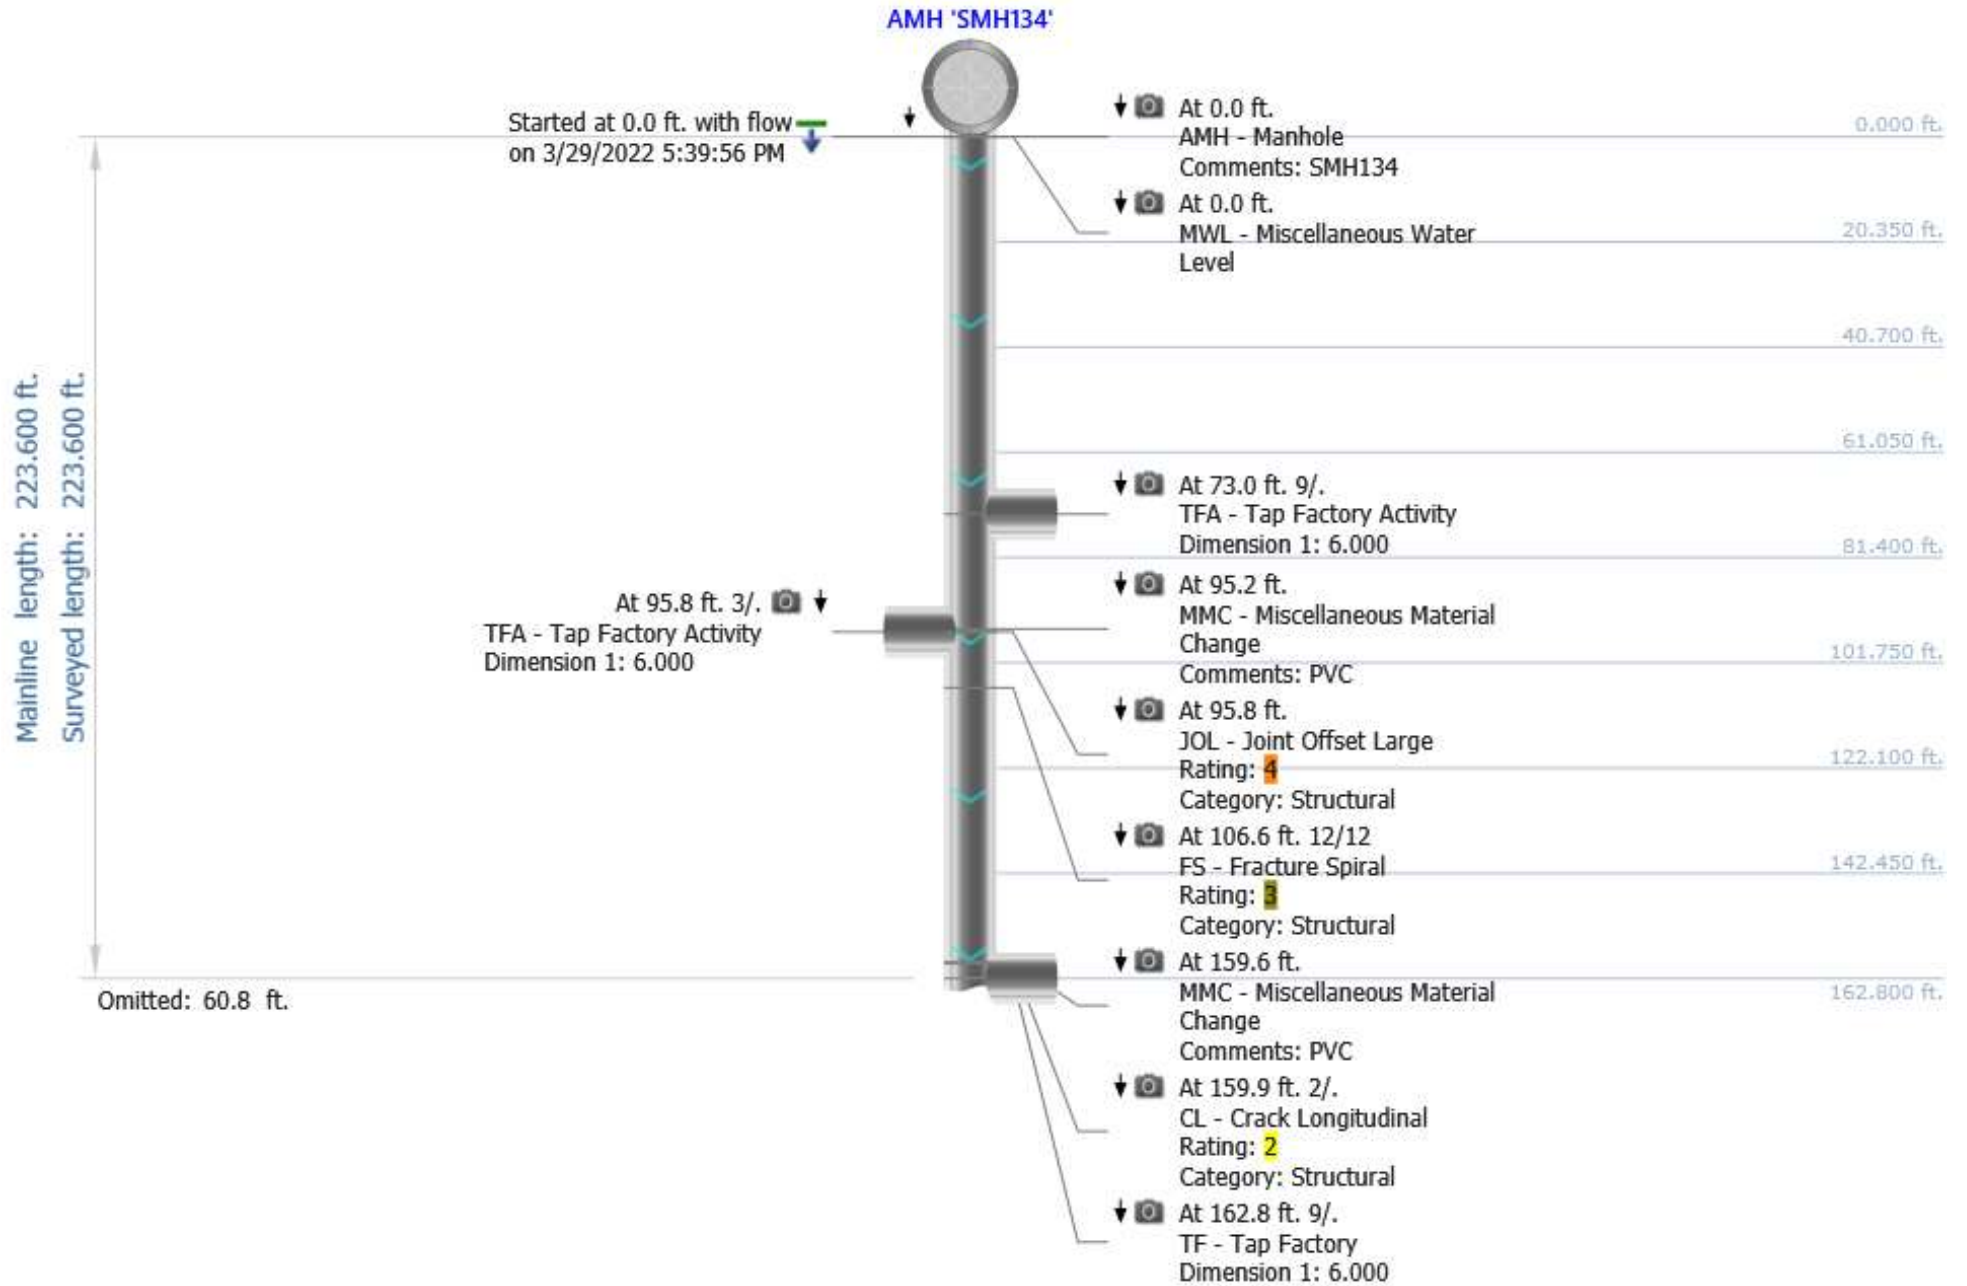 AMH 'SMH134'
Started at 0.0 ft. with flow
on 3/29/2022 5:39:56 PM
At 0.0 ft.
AMH - Manhole
Comments: SMH134
0.000 ft.
At 0.0 ft.
MWL - Miscellaneous Water
Level
20.350 ft.
40.700 ft.
61.050 ft.
Mainline length: 223.600 ft.
Surveyed length: 223.600 ft.
At 73.0 ft. 9/.
TFA - Tap Factory Activity
Dimension 1: 6.000
81.400 ft.
At 95.8 ft. 3/.
TFA - Tap Factory Activity
Dimension 1: 6.000
At 95.2 ft.
MMC - Miscellaneous Material
Change
Comments: PVC
101.750 ft.
At 95.8 ft.
JOL - Joint Offset Large
Rating: 4
Category: Structural
122.100 ft.
At 106.6 ft. 12/12
FS - Fracture Spiral
Rating: 3
Category: Structural
142.450 ft.
At 159.6 ft.
MMC - Miscellaneous Material
Change
Comments: PVC
162.800 ft.
Omitted: 60.8 ft.
At 159.9 ft. 2/.
CL - Crack Longitudinal
Rating: 2
Category: Structural
At 162.8 ft. 9/.
TF - Tap Factory
Dimension 1: 6.000